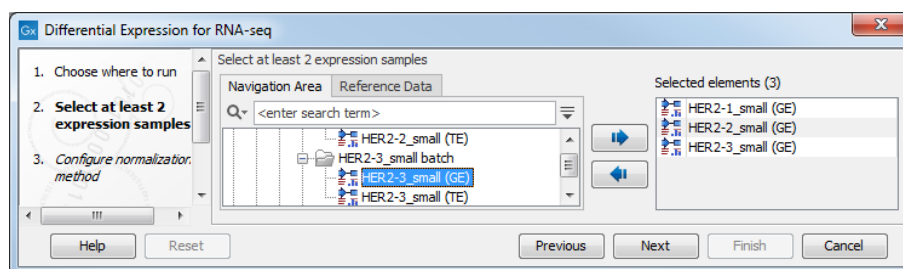 Gx Differential Expression for RNA-seq
1. Choose where to run
2. Select at least 2
expression samples
3. Configure normalization
method
Select at least 2 expression samples
Navigation Area Reference Data
<enter search term>
HER2-2_small (TE)
HER2-3_small batch
HER2-3_small (GE)
HER2-3_small (TE)
Selected elements (3)
HER2-1_small (GE)
HER2-2_small (GE)
HER2-3_small (GE)
Help Reset Previous Next Finish Cancel